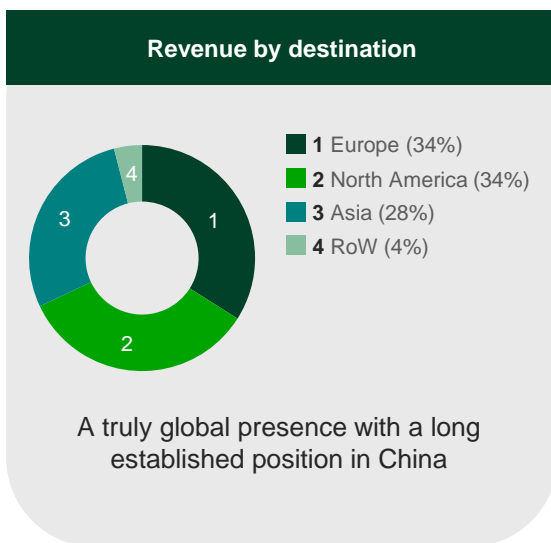 Revenue by destination
1
2
3
4
1 Europe (34%)
2 North America (34%)
3 Asia (28%)
4 RoW (4%)
A truly global presence with a long
established position in China